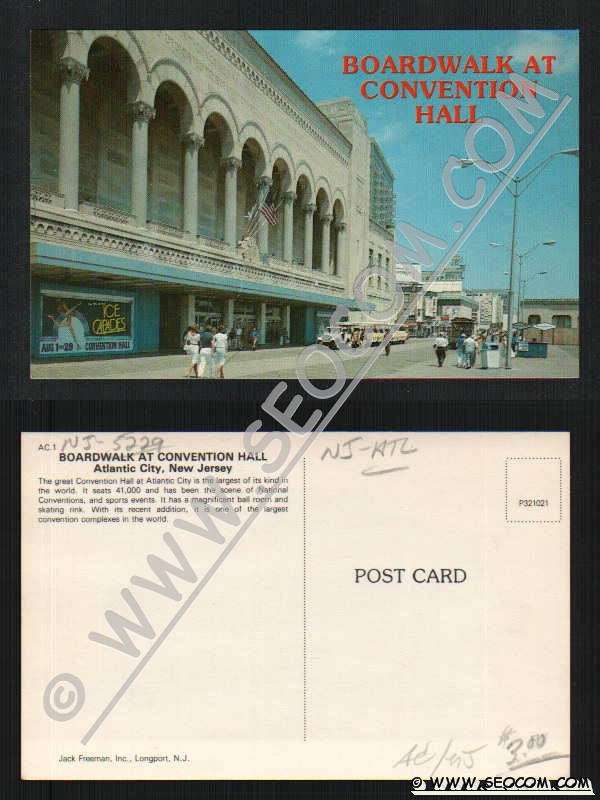 BOARDWALK AT
CONVENTION
HALL
ICE
CAPADES
AUG 1-29 CONVENTION HALL
© WWW.SEOCOM.COM
AC.1 NJ-5229
BOARDWALK AT CONVENTION HALL
Atlantic City, New Jersey
The great Convention Hall at Atlantic City is the largest of its kind in
the world. It seats 41,000 and has been the scene of National
Conventions, and sports events. It has a magnificent ball room and
skating rink. With its recent addition, it is one of the largest
convention complexes in the world.
NJ-ATL
P321021
POST CARD
Jack Freeman, Inc., Longport, N.J.
AC/NJ
$3.00
© WWW.SEOCOM.COM